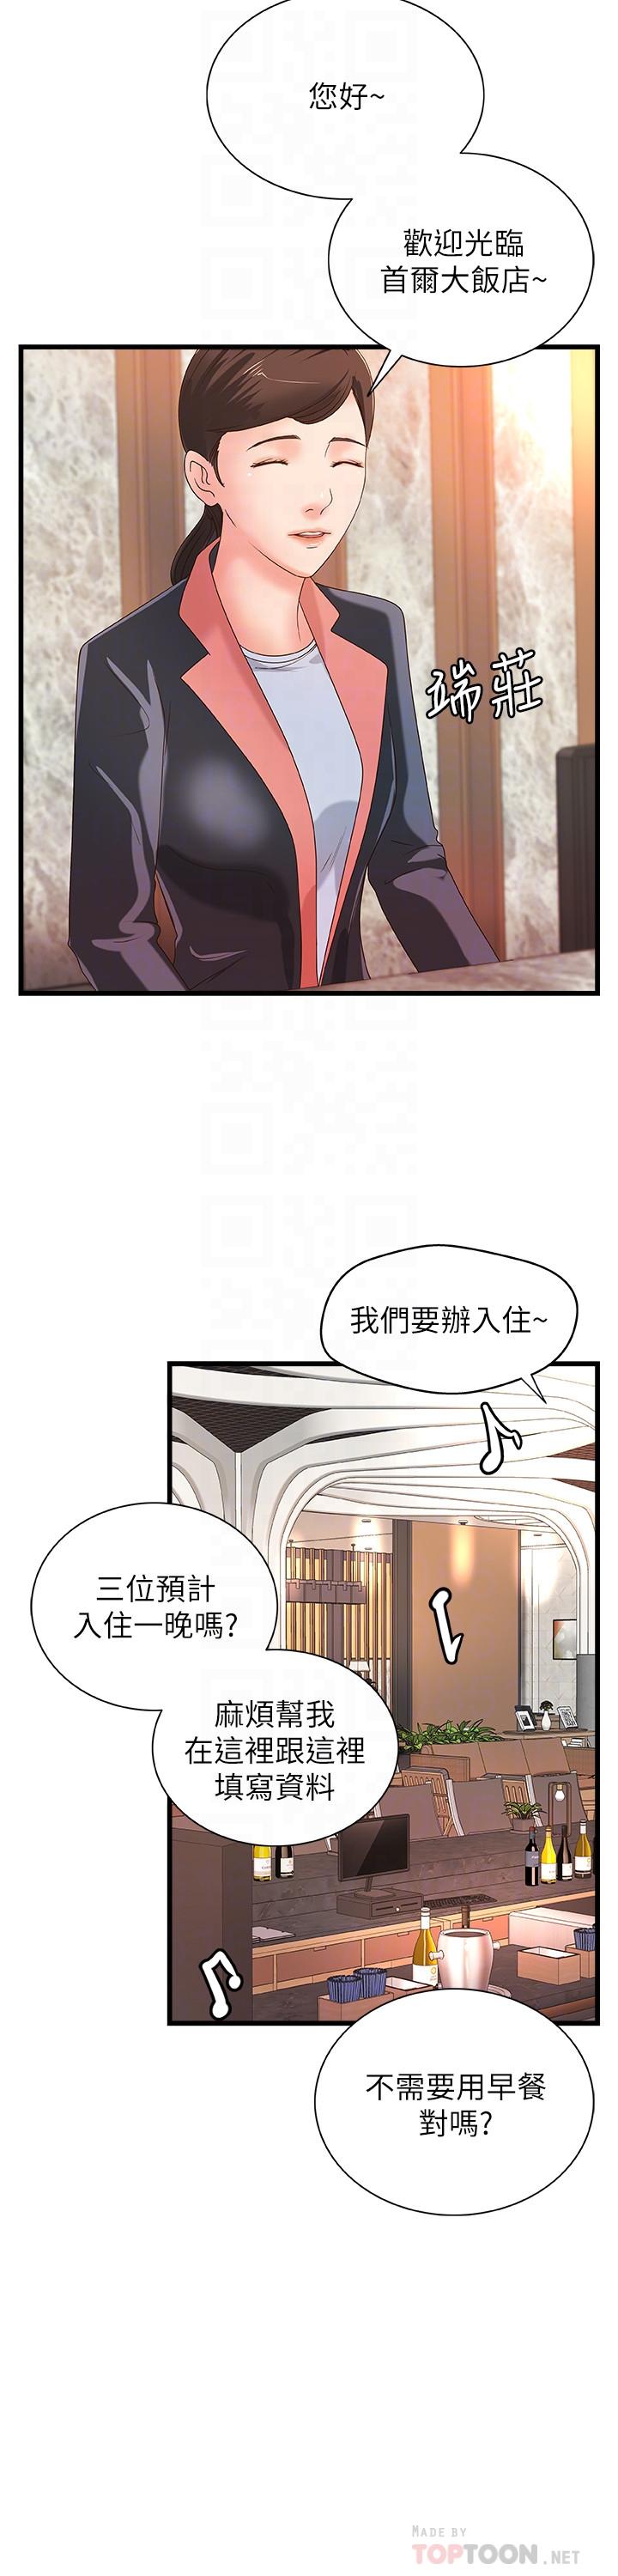 您好~
歡迎光臨
首爾大飯店~
端莊
我們要辦入住~
三位預計
入住一晚嗎?
麻煩幫我
在這裡跟這裡
填寫資料
不需要用早餐
對嗎?
MADE BY
TOPTOON.NET